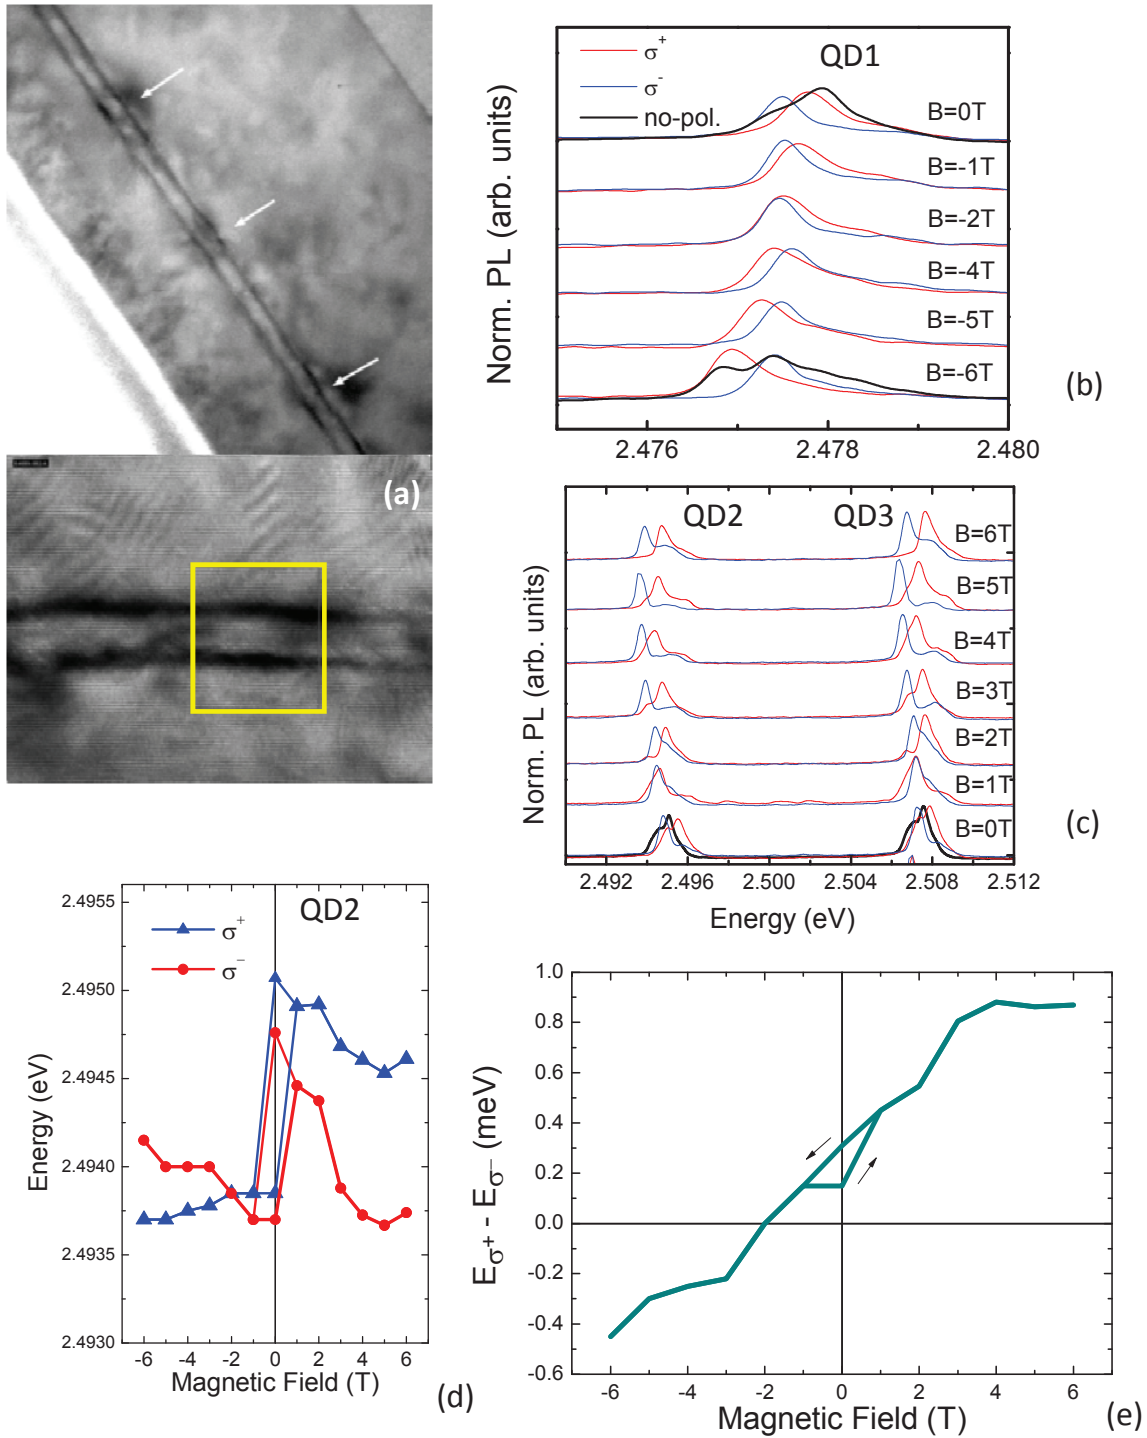 (a)
σ+
σ-
no-pol.
QD1
B=0T
B=-1T
B=-2T
B=-4T
B=-5T
B=-6T
Norm. PL (arb. units)
2.476
2.478
2.480
(b)
QD2
QD3
B=6T
B=5T
B=4T
B=3T
B=2T
B=1T
B=0T
Norm. PL (arb. units)
2.492
2.496
2.500
2.504
2.508
2.512
Energy (eV)
(c)
2.4955
2.4950
2.4945
2.4940
2.4935
2.4930
Energy (eV)
QD2
σ+
σ−
-6
-4
-2
0
2
4
6
Magnetic Field (T)
(d)
1.0
0.8
0.6
0.4
0.2
0.0
-0.2
-0.4
-0.6
Eσ+ - Eσ− (meV)
-6
-4
-2
0
2
4
6
Magnetic Field (T)
(e)